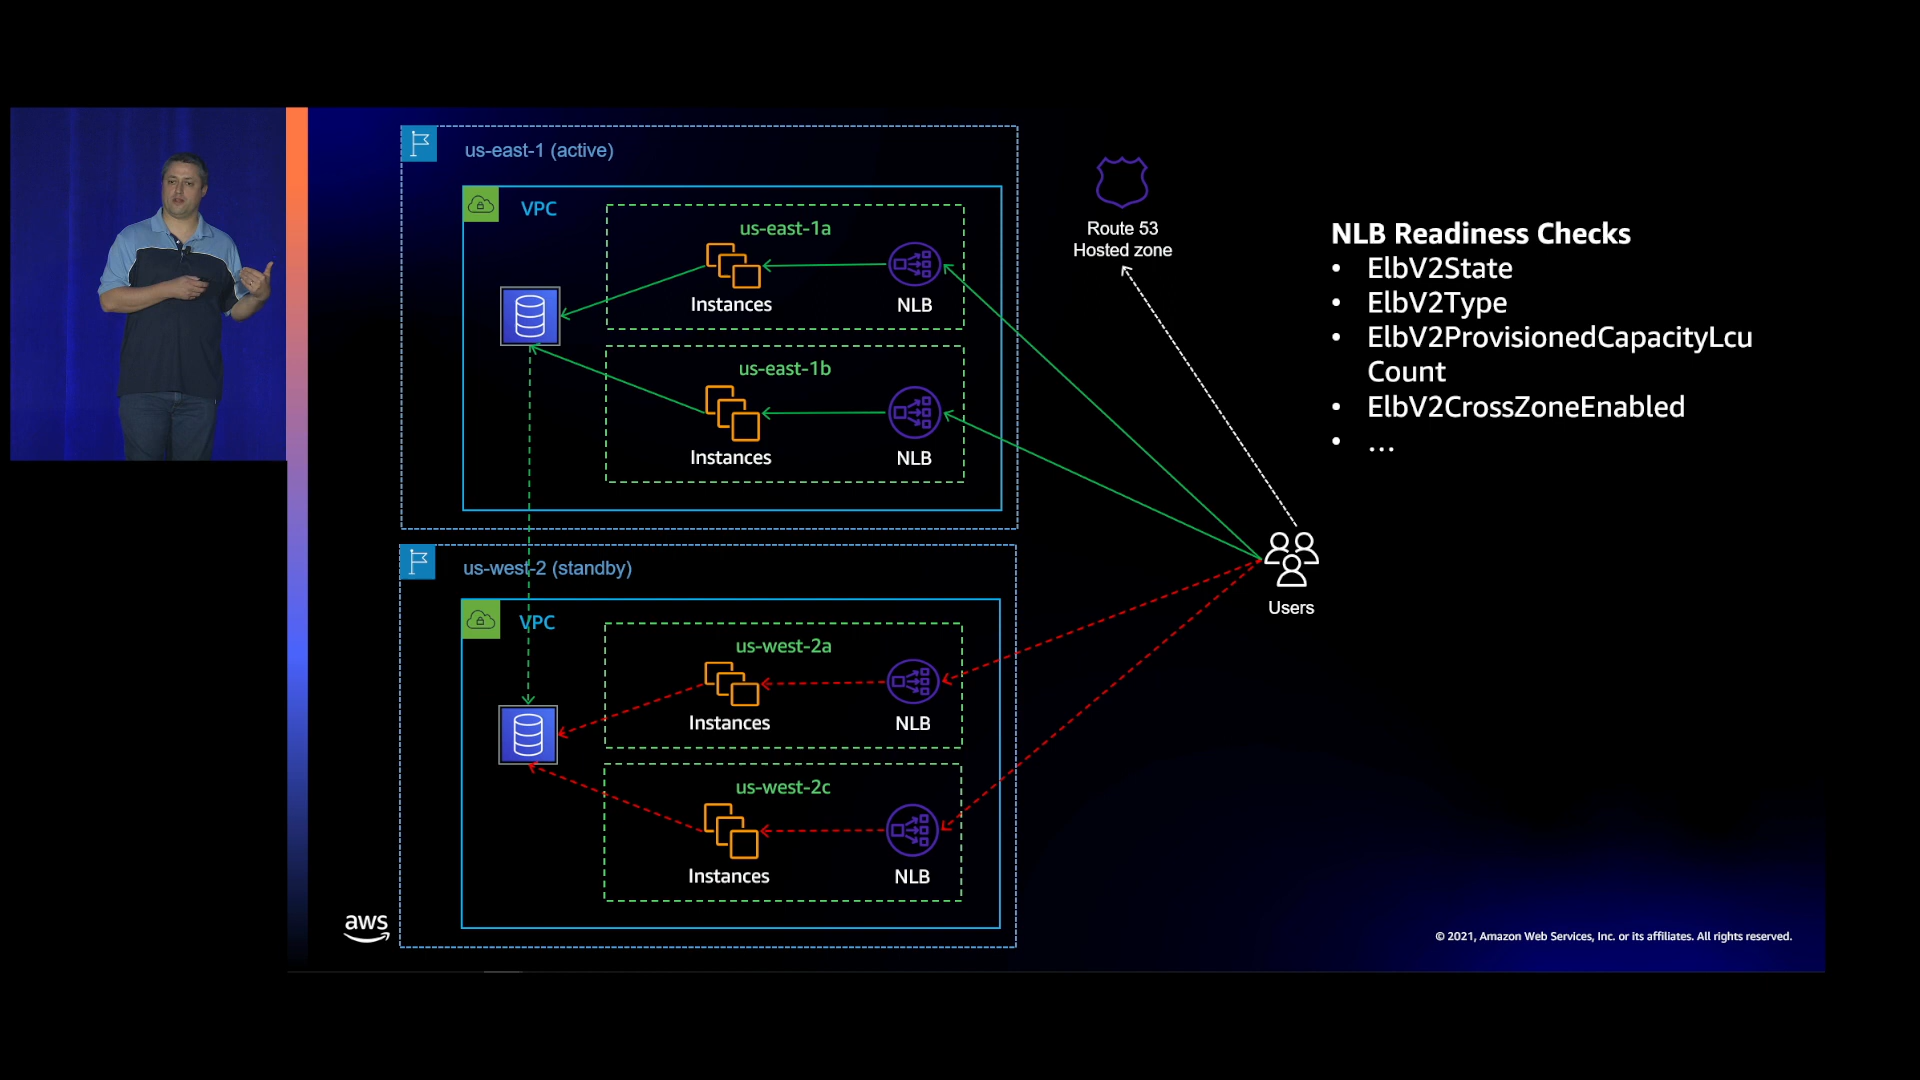 us-east-1 (active)
VPC
us-east-1a
Instances
NLB
us-east-1b
Instances
NLB
us-west-2 (standby)
VPC
us-west-2a
Instances
NLB
us-west-2c
Instances
NLB
Route 53
Hosted zone
Users
NLB Readiness Checks
• ElbV2State
• ElbV2Type
• ElbV2ProvisionedCapacityLcu
Count
• ElbV2CrossZoneEnabled
• ...
aws
© 2021, Amazon Web Services, Inc. or its affiliates. All rights reserved.